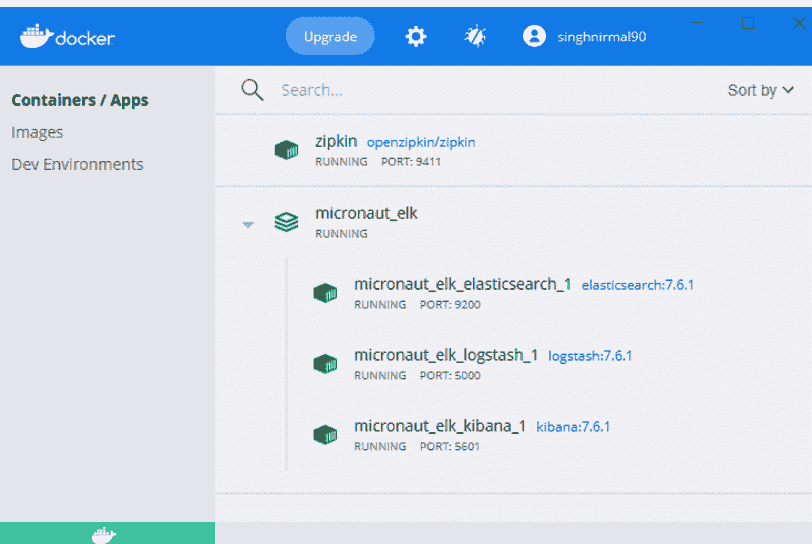 docker
Upgrade
singhnirmal90
Containers / Apps
Images
Dev Environments
Search...
Sort by
zipkin openzipkin/zipkin
RUNNING PORT: 9411
micronaut_elk
RUNNING
micronaut_elk_elasticsearch_1 elasticsearch:7.6.1
RUNNING PORT: 9200
micronaut_elk_logstash_1 logstash:7.6.1
RUNNING PORT: 5000
micronaut_elk_kibana_1 kibana:7.6.1
RUNNING PORT: 5601